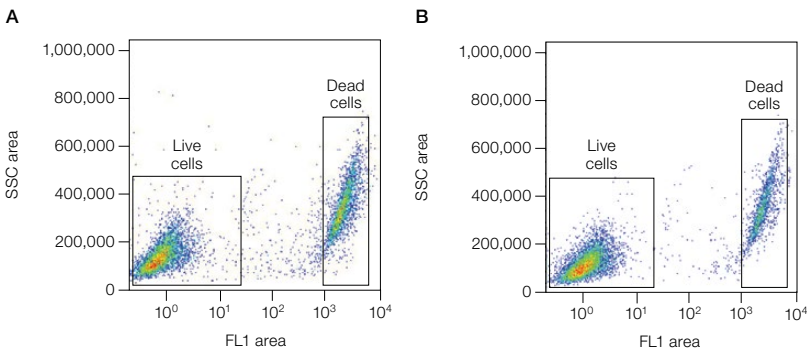 A
1,000,000
800,000
600,000
400,000
200,000
0
SSC area
Live
cells
Dead
cells
10⁰
10¹
10²
10³
10⁴
FL1 area
B
1,000,000
800,000
600,000
400,000
200,000
0
SSC area
Live
cells
Dead
cells
10⁰
10¹
10²
10³
10⁴
FL1 area